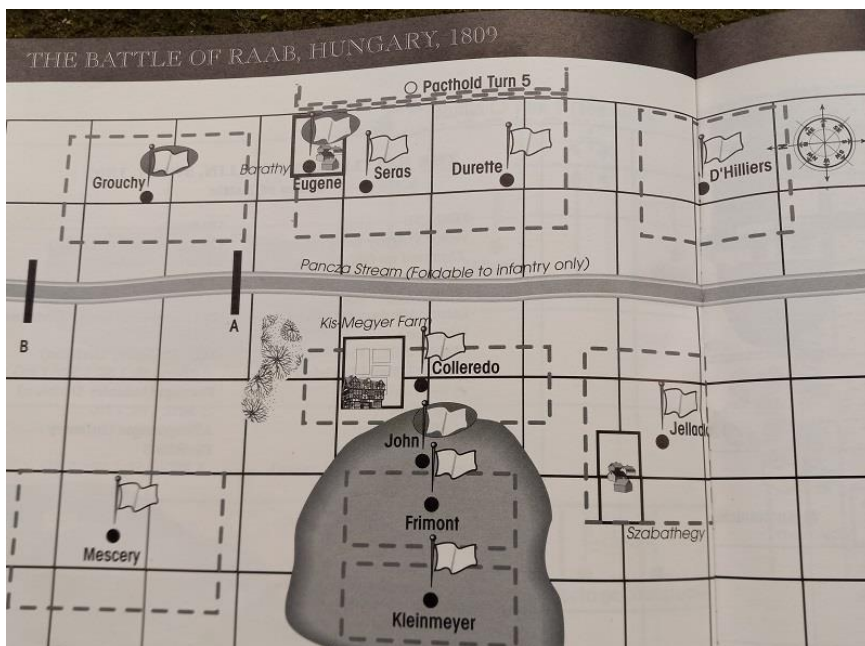 THE BATTLE OF RAAB, HUNGARY, 1809
Pacthold Turn 5
Barathy
Grouchy
Eugene
Seras
Durette
D'Hilliers
Pancza Stream (Fordable to infantry only)
A
B
Kis-Megyer Farm
Colleredo
John
Jellad
Frimont
Mescery
Szabathegy
Kleinmeyer